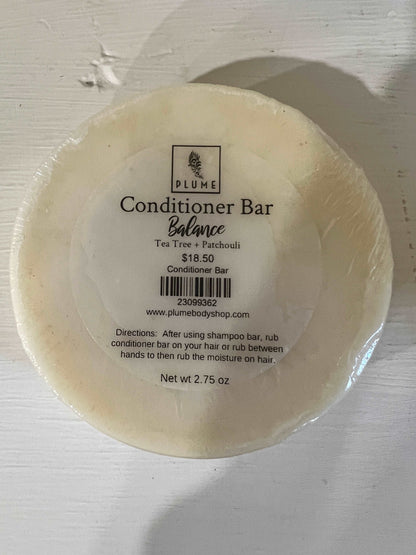 PLUME
Conditioner Bar
Balance
Tea Tree + Patchouli
$18.50
Conditioner Bar
23099362
www.plumebodyshop.com
Directions: After using shampoo bar, rub
conditioner bar on your hair or rub between
hands to then rub the moisture on hair.
Net wt 2.75 oz